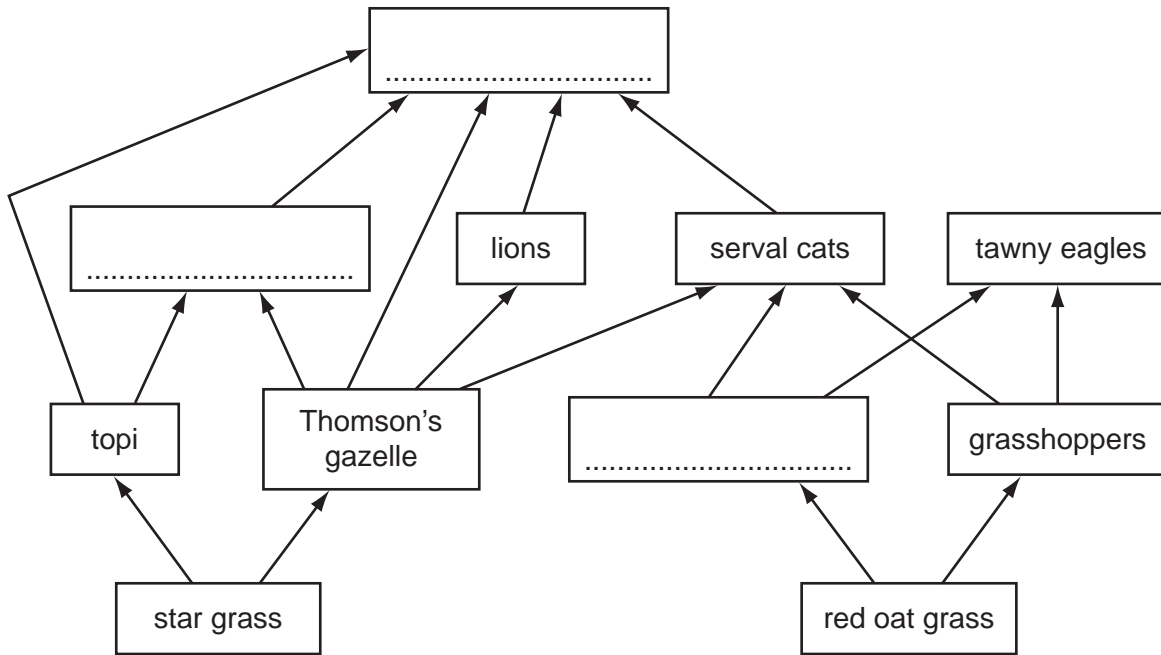 .................................
.................................
lions
serval cats
tawny eagles
topi
Thomson's
gazelle
.................................
grasshoppers
star grass
red oat grass